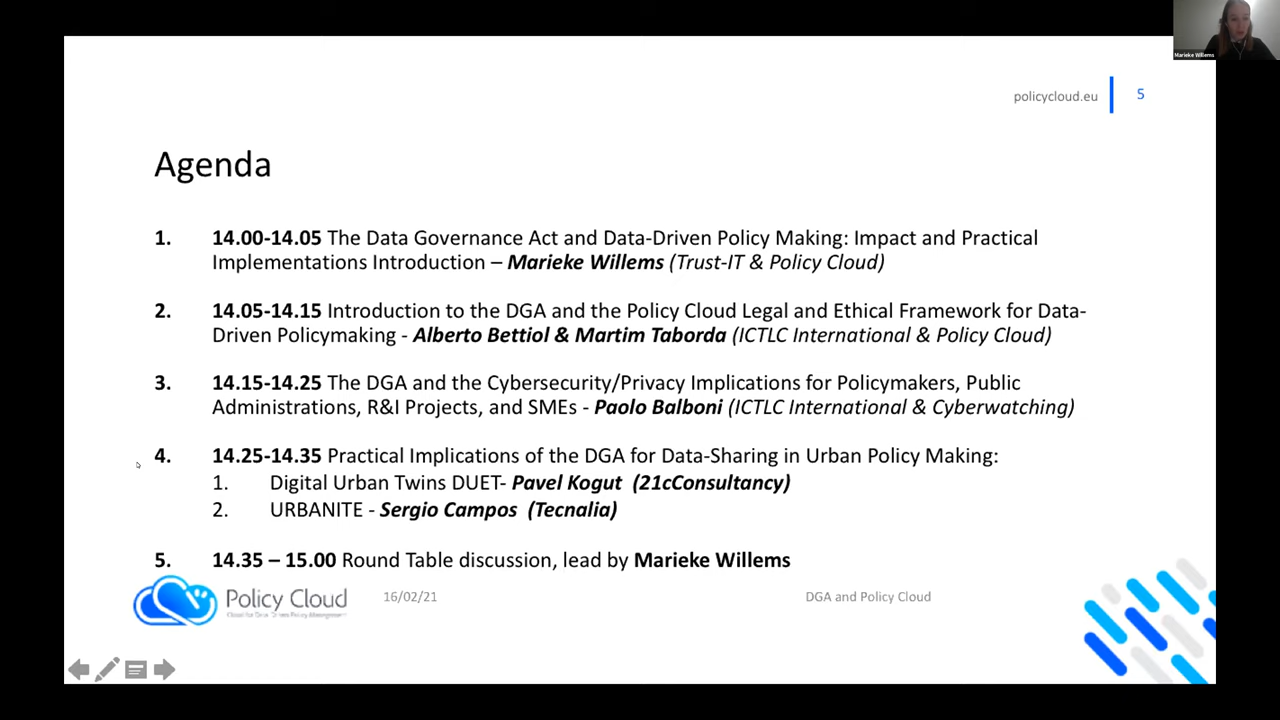 Marieke Willems
policycloud.eu
5
Agenda
1. 14.00-14.05 The Data Governance Act and Data-Driven Policy Making: Impact and Practical
Implementations Introduction – Marieke Willems (Trust-IT & Policy Cloud)
2. 14.05-14.15 Introduction to the DGA and the Policy Cloud Legal and Ethical Framework for Data-
Driven Policymaking - Alberto Bettiol & Martim Taborda (ICTLC International & Policy Cloud)
3. 14.15-14.25 The DGA and the Cybersecurity/Privacy Implications for Policymakers, Public
Administrations, R&I Projects, and SMEs - Paolo Balboni (ICTLC International & Cyberwatching)
4. 14.25-14.35 Practical Implications of the DGA for Data-Sharing in Urban Policy Making:
1. Digital Urban Twins DUET- Pavel Kogut (21cConsultancy)
2. URBANITE - Sergio Campos (Tecnalia)
5. 14.35 – 15.00 Round Table discussion, lead by Marieke Willems
Policy Cloud
Cloud for Data-Driven Policy Management
16/02/21
DGA and Policy Cloud